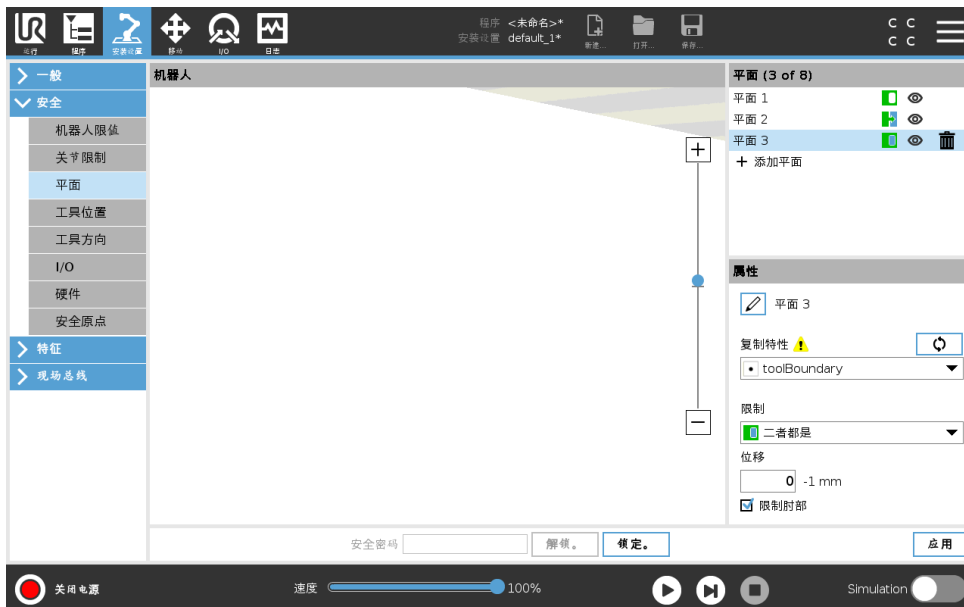 程序 <未命名>*
安装设置 default_1*
运行 程序 安装设置 移动 I/O 日志 新建... 打开... 保存...
C C
C C
一般
安全
机器人限值
关节限制
平面
工具位置
工具方向
I/O
硬件
安全原点
特征
现场总线
机器人
平面 (3 of 8)
平面 1
平面 2
平面 3
添加平面
属性
平面 3
复制特性
toolBoundary
限制
二者都是
位移
0 -1 mm
限制肘部
安全密码 解锁。 锁定。 应用
关闭电源 速度 100% Simulation